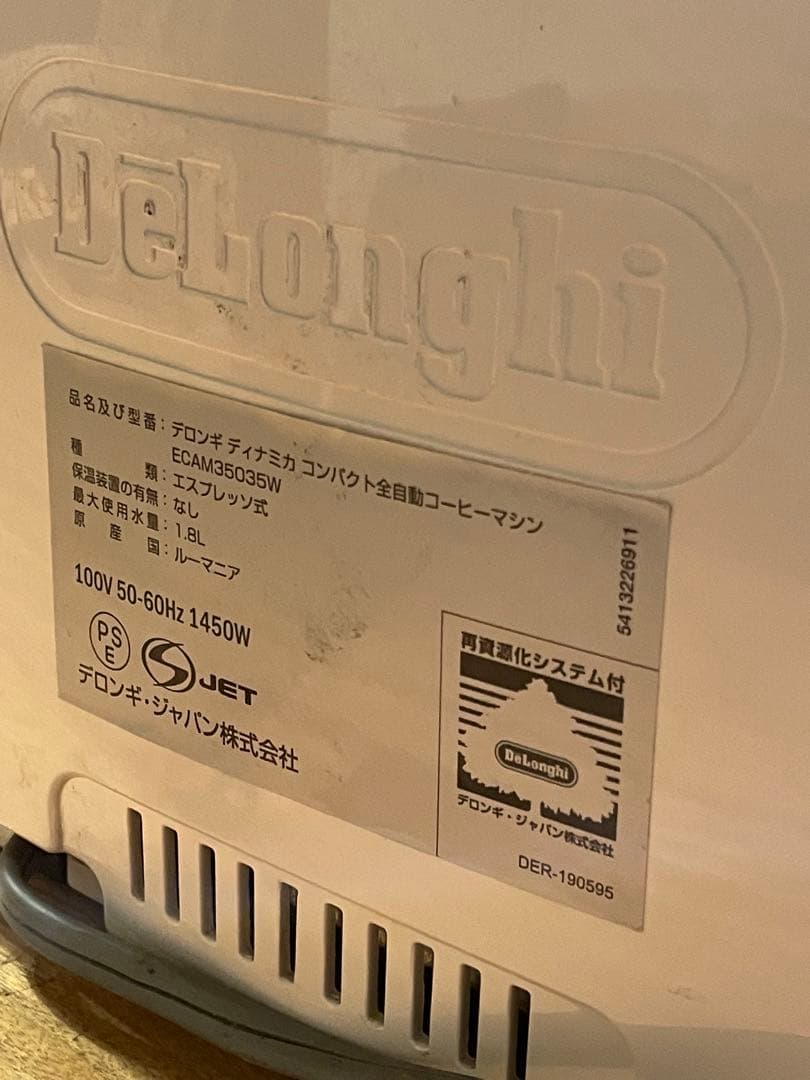 DeLonghi
品名及び型番：デロンギ ディナミカ コンパクト全自動コーヒーマシン
ECAM35035W
種類：エスプレッソ式
保温装置の有無：なし
最大使用水量：1.8L
原産国：ルーマニア
100V 50-60Hz 1450W
PSE
S JET
デロンギ・ジャパン株式会社
5413226911
再資源化システム付
DeLonghi
デロンギ・ジャパン株式会社
DER-190595